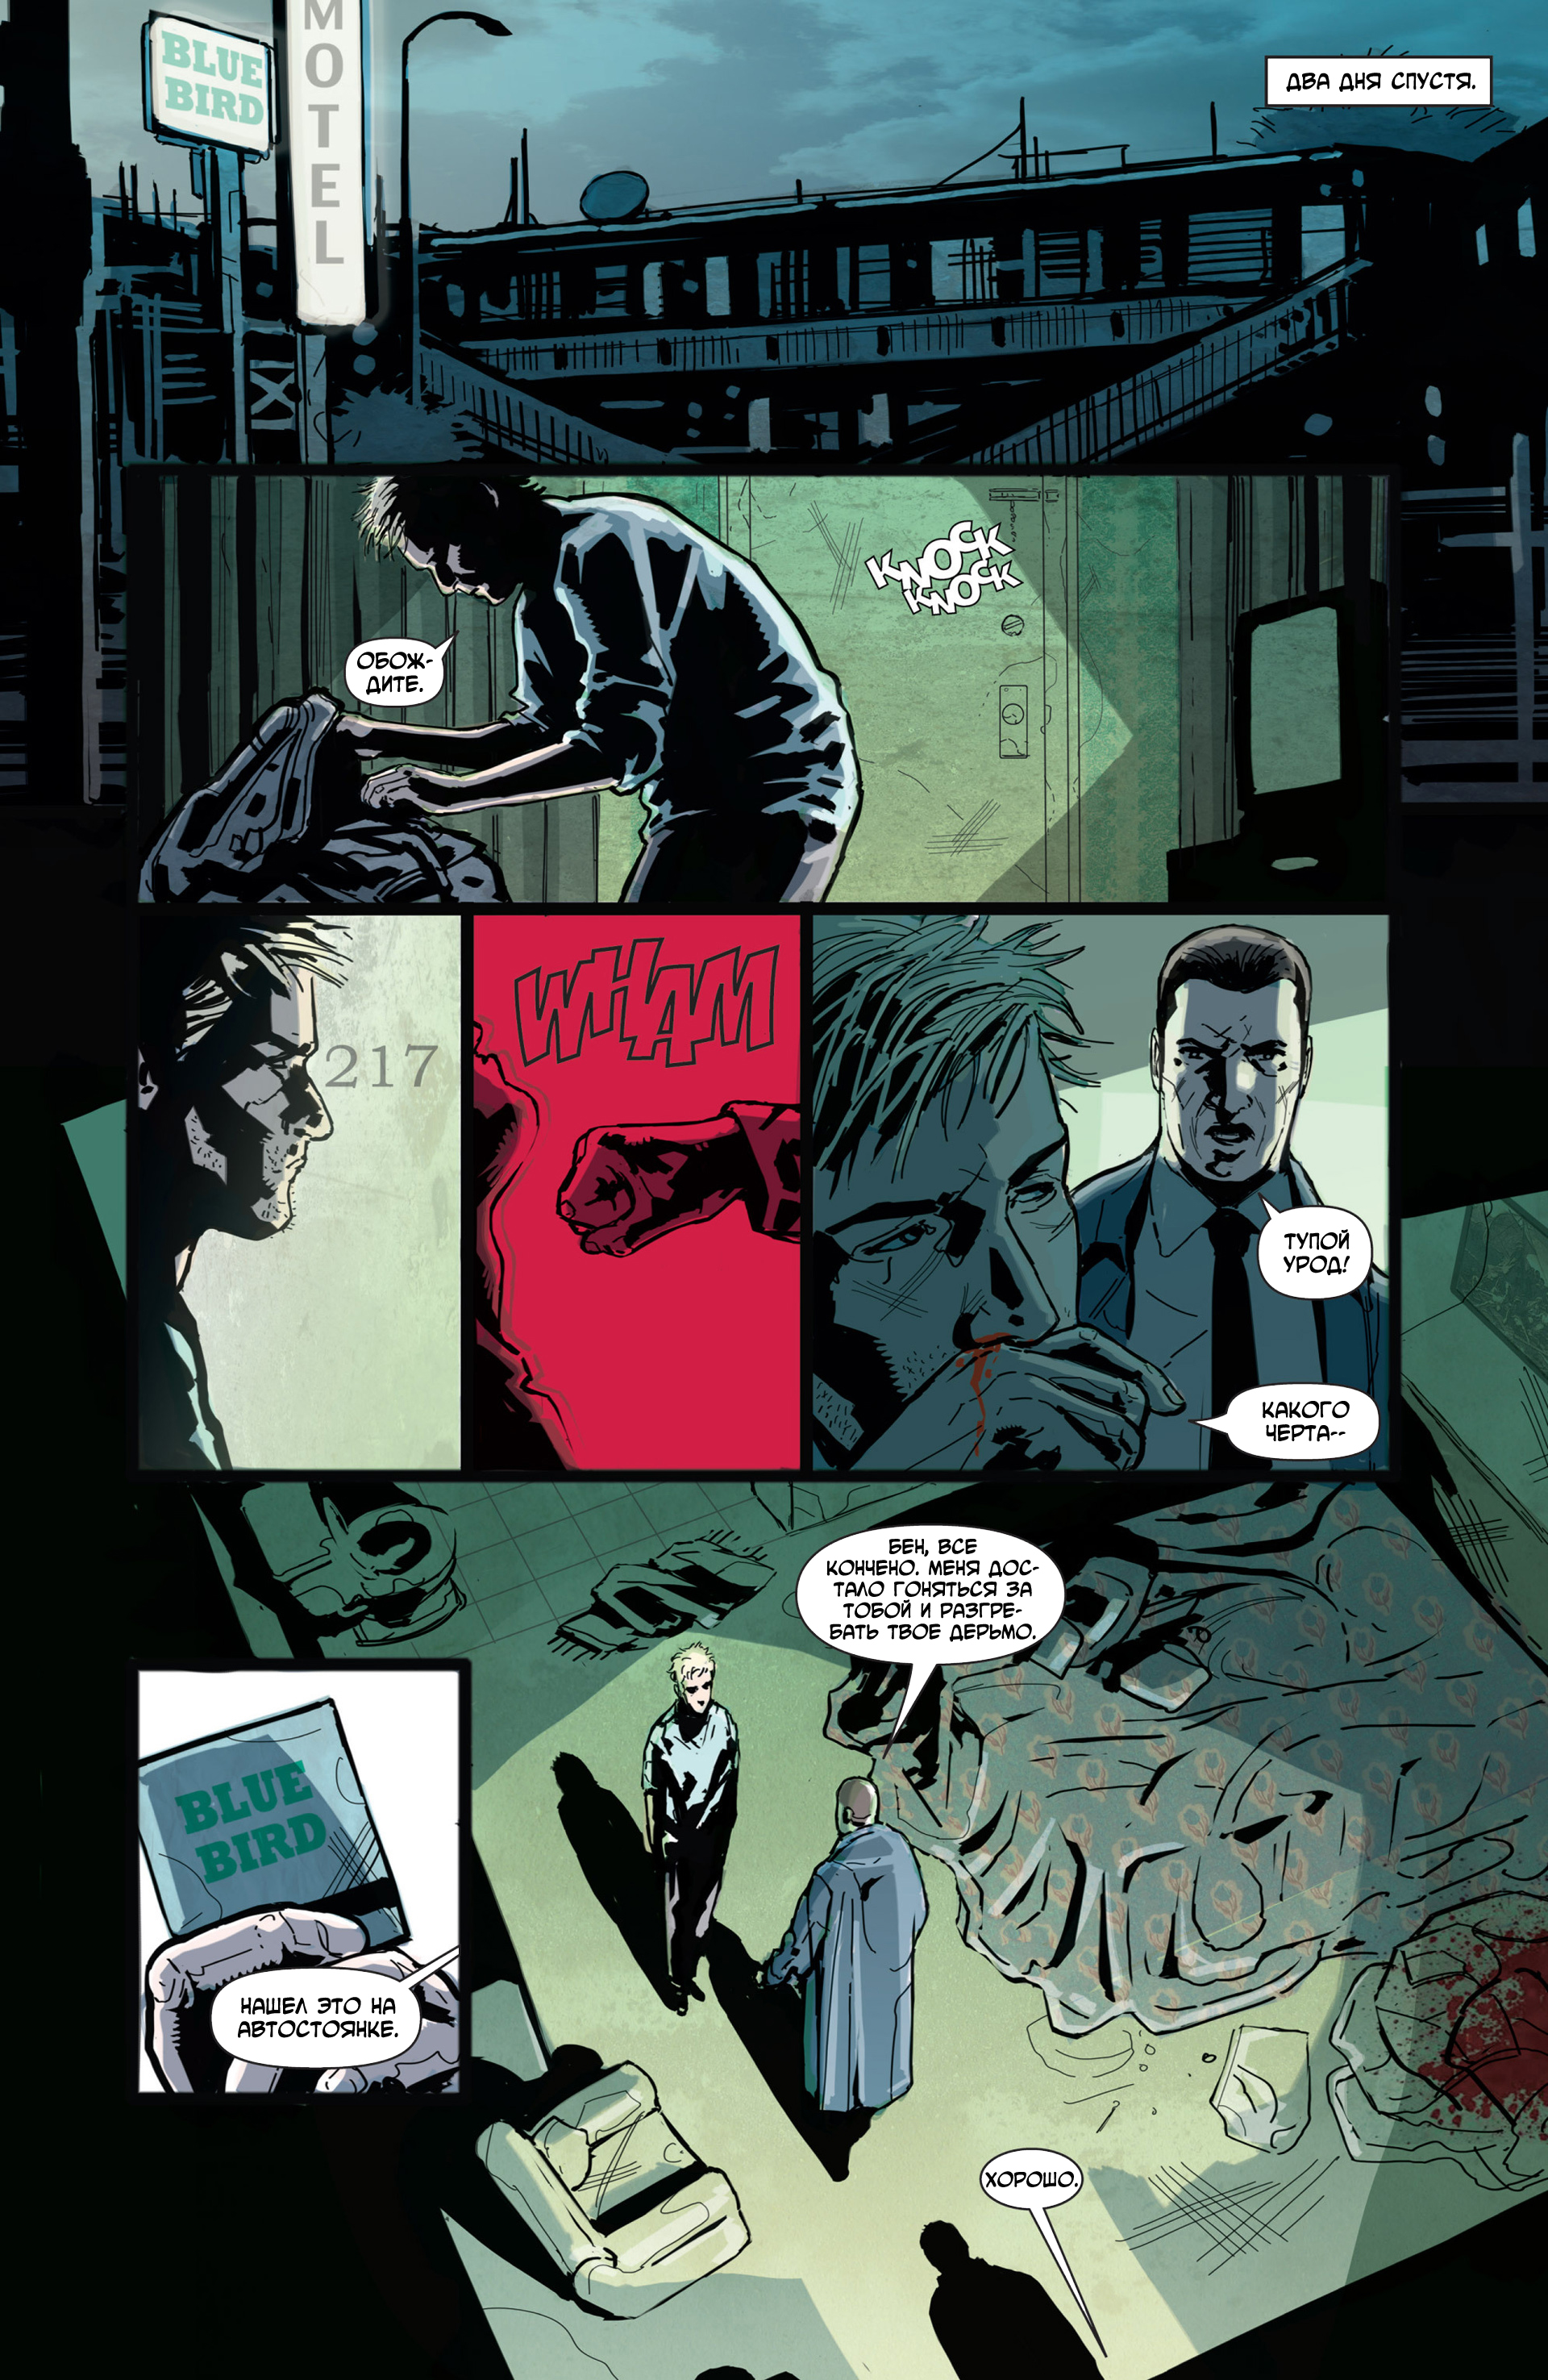 BLUE
BIRD
MOTEL
ДВА ДНЯ СПУСТЯ.
KNOCK
KNOCK
ОБОЖ-
ДИТЕ.
217
WHAM
ТУПОЙ
УРОД!
КАКОГО
ЧЕРТА--
БЕН, ВСЕ
КОНЧЕНО. МЕНЯ ДОС-
ТАЛО ГОНЯТЬСЯ ЗА
ТОБОЙ И РАЗГРЕ-
БАТЬ ТВОЕ ДЕРЬМО.
BLUE
BIRD
НАШЕЛ ЭТО НА
АВТОСТОЯНКЕ.
ХОРОШО.